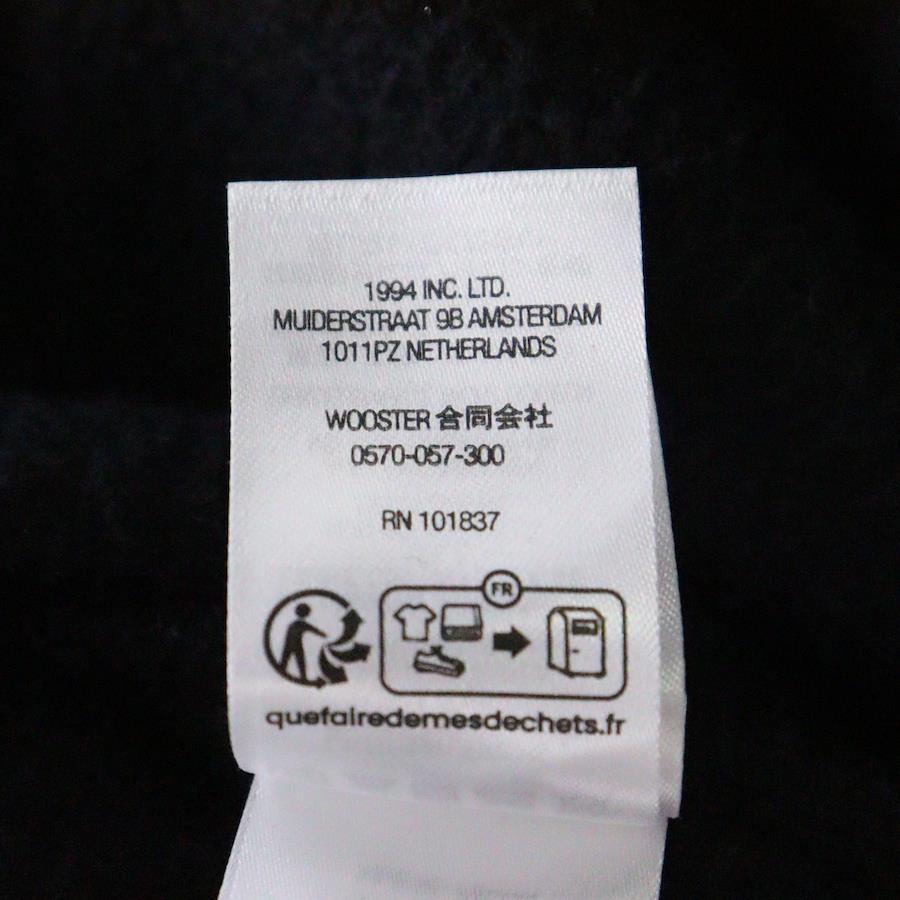 1994 INC. LTD.
MUIDERSTRAAT 9B AMSTERDAM
1011PZ NETHERLANDS
WOOSTER 合同会社
0570-057-300
RN 101837
FR
quefairedemesdechets.fr